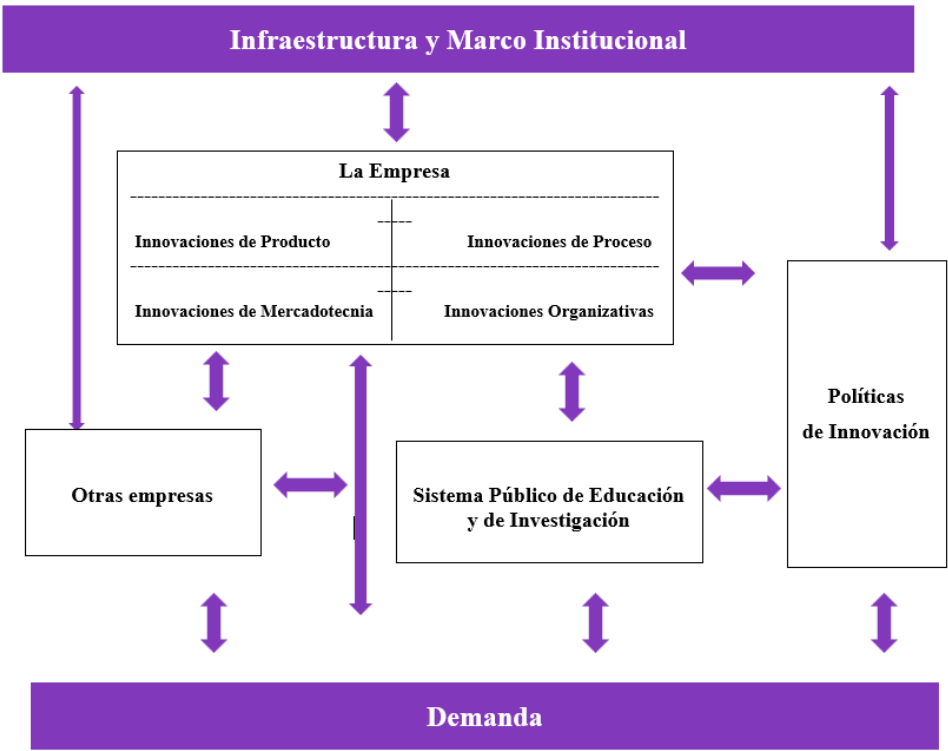 Infraestructura y Marco Institucional
La Empresa
Innovaciones de Producto
Innovaciones de Proceso
Innovaciones de Mercadotecnia
Innovaciones Organizativas
Políticas
de Innovación
Otras empresas
Sistema Público de Educación
y de Investigación
Demanda